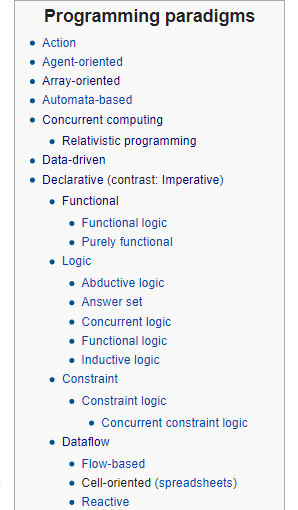 Programming paradigms
Action
Agent-oriented
Array-oriented
Automata-based
Concurrent computing
Relativistic programming
Data-driven
Declarative (contrast: Imperative)
Functional
Functional logic
Purely functional
Logic
Abductive logic
Answer set
Concurrent logic
Functional logic
Inductive logic
Constraint
Constraint logic
Concurrent constraint logic
Dataflow
Flow-based
Cell-oriented (spreadsheets)
Reactive